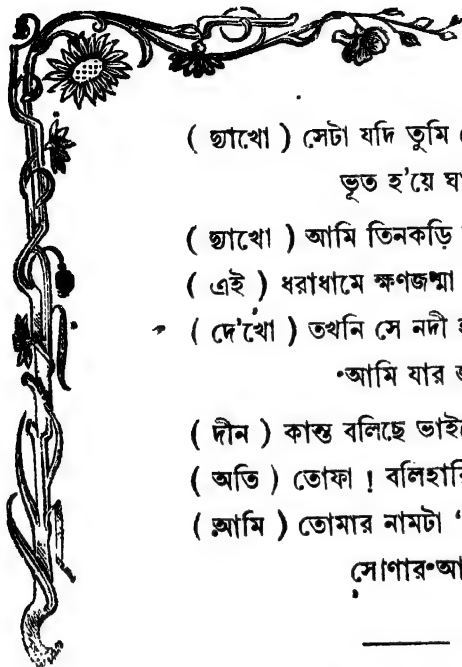 ( দ্যাখো ) সেটা যদি তুমি
ভূত হ'য়ে
( দ্যাখো ) আমি তিনকড়ি
( এই ) ধরাধামে ক্ষণজন্মা
( দে'খো ) তখনি সে নদী
আমি যার
( দীন ) কান্ত বলিছে
( অতি ) তোফা ! বলিহারি
( আমি ) তোমার নামটা
সোণার